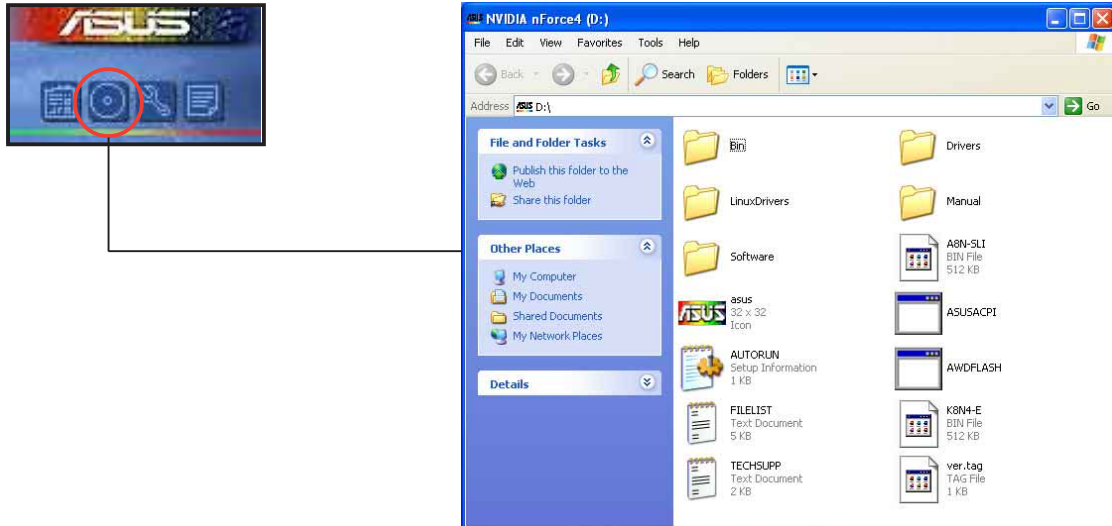 ASUS
NVIDIA nForce4 (D:)
File Edit View Favorites Tools Help
Back Search Folders
Address D:\ Go
File and Folder Tasks
Publish this folder to the
Web
Share this folder
Other Places
My Computer
My Documents
Shared Documents
My Network Places
Details
Bin
Drivers
LinuxDrivers
Manual
Software
A8N-SLI
BIN File
512 KB
asus
32 x 32
Icon
ASUSACPI
AUTORUN
Setup Information
1 KB
AWDFLASH
FILELIST
Text Document
5 KB
K8N4-E
BIN File
512 KB
TECHSUPP
Text Document
2 KB
ver.tag
TAG File
1 KB